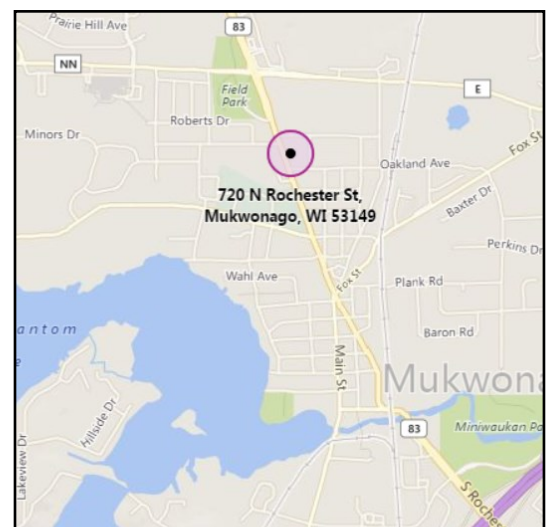 Prairie Hill Ave
83
NN
Field
Park
E
Roberts Dr
Minors Dr
Fox St
Oakland Ave
720 N Rochester St,
Mukwonago, WI 53149
Baxter Dr
Perkins Dr
Wahl Ave
Fox St
Plank Rd
antom
e
Baron Rd
Main St
Mukwona
Hillside Dr
83
Miniwaukan Pa
Lakeview Dr
S Roches